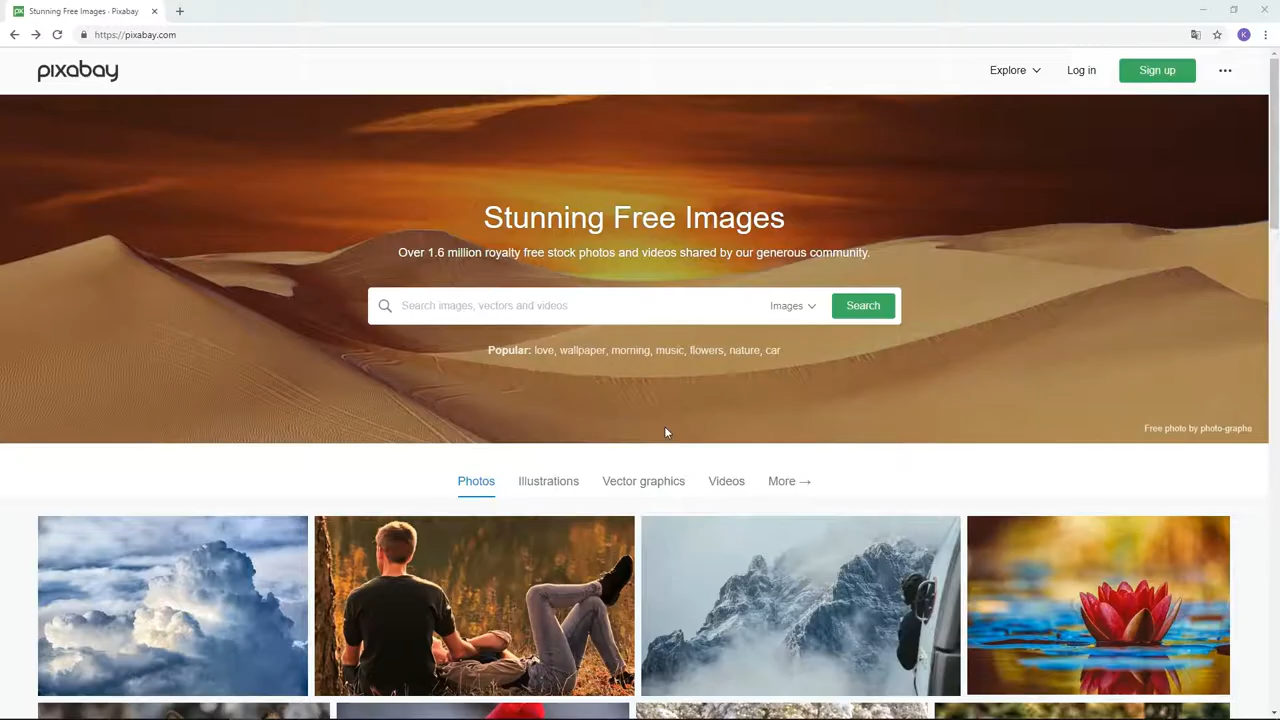 Stunning Free Images - Pixabay
https://pixabay.com
K
pixabay
Explore
Log in
Sign up
Stunning Free Images
Over 1.6 million royalty free stock photos and videos shared by our generous community.
Search images, vectors and videos
Images
Search
Popular: love, wallpaper, morning, music, flowers, nature, car
Free photo by photo-graphe
Photos
Illustrations
Vector graphics
Videos
More →